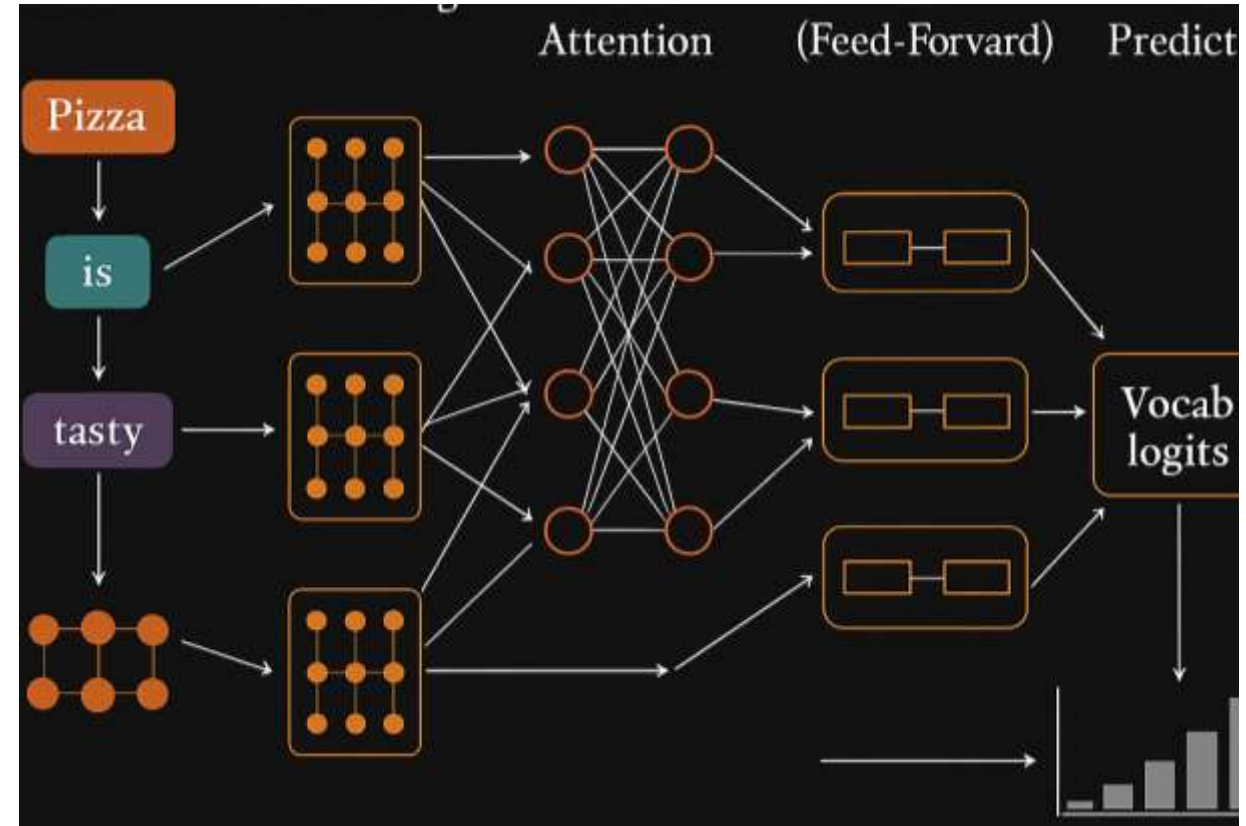 Attention
(Feed-Forvard)
Predict
Pizza
is
tasty
Vocab
logits